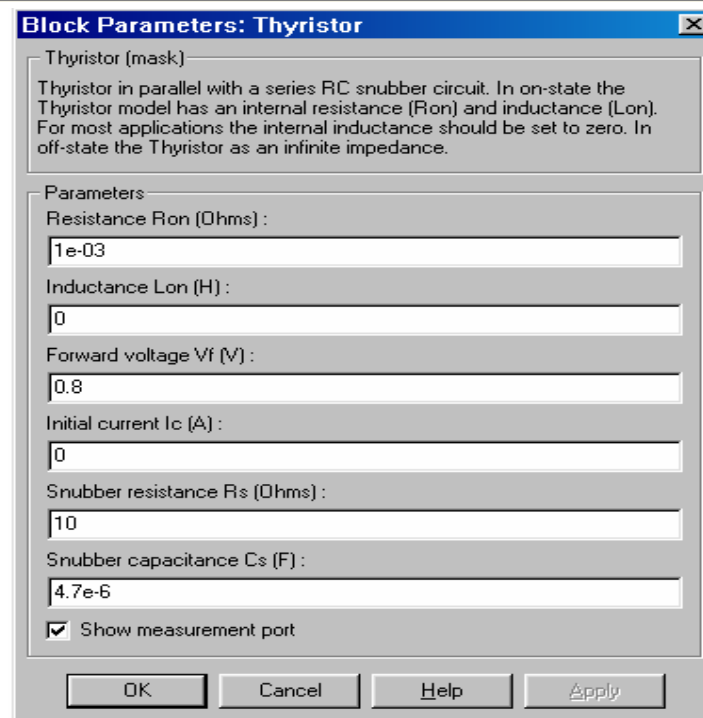 Block Parameters: Thyristor
Thyristor (mask)
Thyristor in parallel with a series RC snubber circuit. In on-state the
Thyristor model has an internal resistance (Ron) and inductance (Lon).
For most applications the internal inductance should be set to zero. In
off-state the Thyristor as an infinite impedance.
Parameters
Resistance Ron (Ohms) :
1e-03
Inductance Lon (H) :
0
Forward voltage Vf (V) :
0.8
Initial current Ic (A) :
0
Snubber resistance Rs (Ohms) :
10
Snubber capacitance Cs (F) :
4.7e-6
Show measurement port
OK Cancel Help Apply